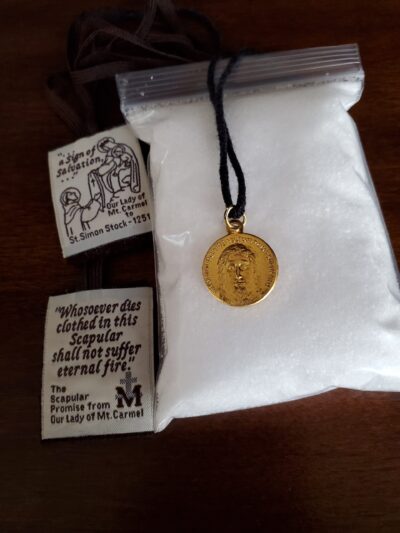 "a sign of
salvation,
..."
Our Lady of
Mt. Carmel
to
St. Simon Stock-1251
"Whosoever dies
clothed in this
Scapular
shall not suffer
eternal fire."
The
Scapular
Promise from
Our Lady of Mt. Carmel
M